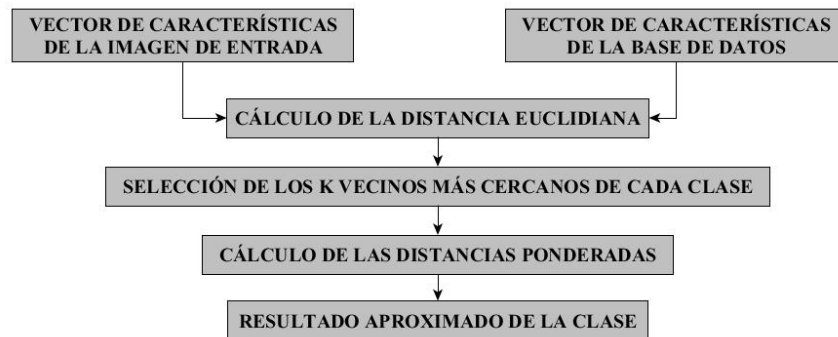 VECTOR DE CARACTERÍSTICAS
DE LA IMAGEN DE ENTRADA
VECTOR DE CARACTERÍSTICAS
DE LA BASE DE DATOS
CÁLCULO DE LA DISTANCIA EUCLIDIANA
SELECCIÓN DE LOS K VECINOS MÁS CERCANOS DE CADA CLASE
CÁLCULO DE LAS DISTANCIAS PONDERADAS
RESULTADO APROXIMADO DE LA CLASE